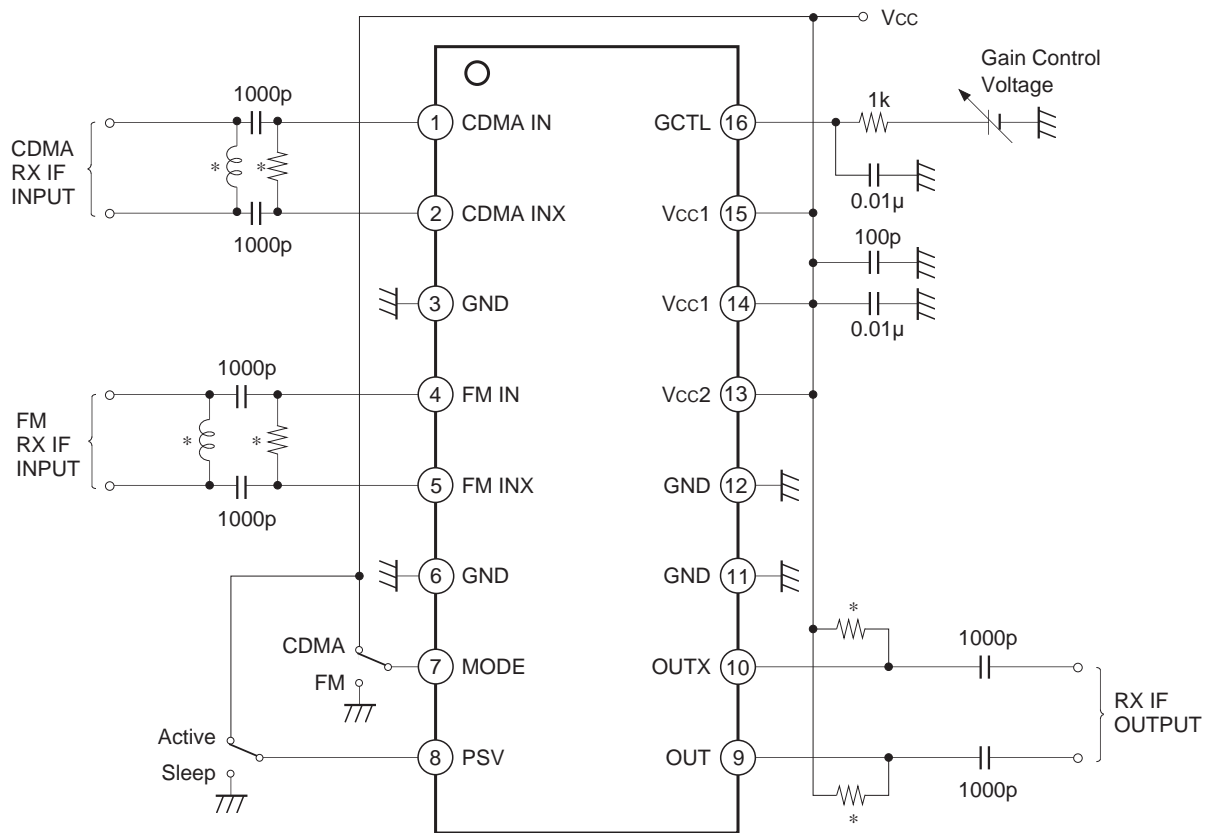 VCC
Gain Control
Voltage
1000p
1k
1
CDMA IN
GCTL
16
CDMA
RX IF
INPUT
*
*
0.01μ
2
CDMA INX
VCC1
15
1000p
100p
3
GND
VCC1
14
0.01μ
1000p
4
FM IN
VCC2
13
FM
RX IF
INPUT
*
*
5
FM INX
GND
12
1000p
6
GND
GND
11
*
CDMA
1000p
7
MODE
OUTX
10
FM
RX IF
OUTPUT
Active
8
PSV
OUT
9
Sleep
1000p
*